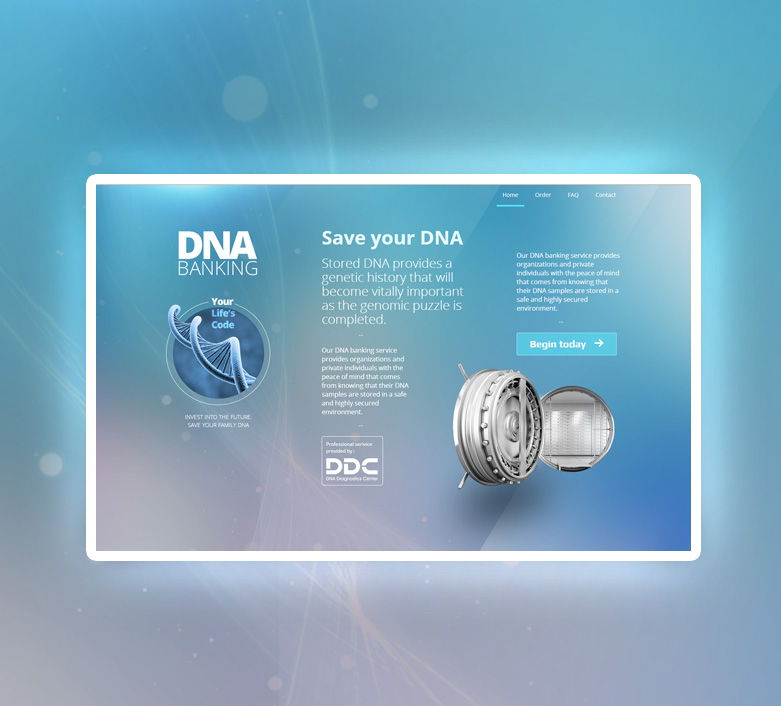 Home Order FAQ Contact
DNA
BANKING
Your
Life's
Code
INVEST INTO THE FUTURE.
SAVE YOUR FAMILY DNA
Save your DNA
Stored DNA provides a
genetic history that will
become vitally important
as the genomic puzzle is
completed.
--
Our DNA banking service
provides organizations and
private individuals with the
peace of mind that comes
from knowing that their DNA
samples are stored in a safe
and highly secured
environment.
--
Professional service
provided by :
DDC
DNA Diagnostics Center
Our DNA banking service provides
organizations and private
individuals with the peace of mind
that comes from knowing that
their DNA samples are stored in a
safe and highly secured
environment.
--
Begin today